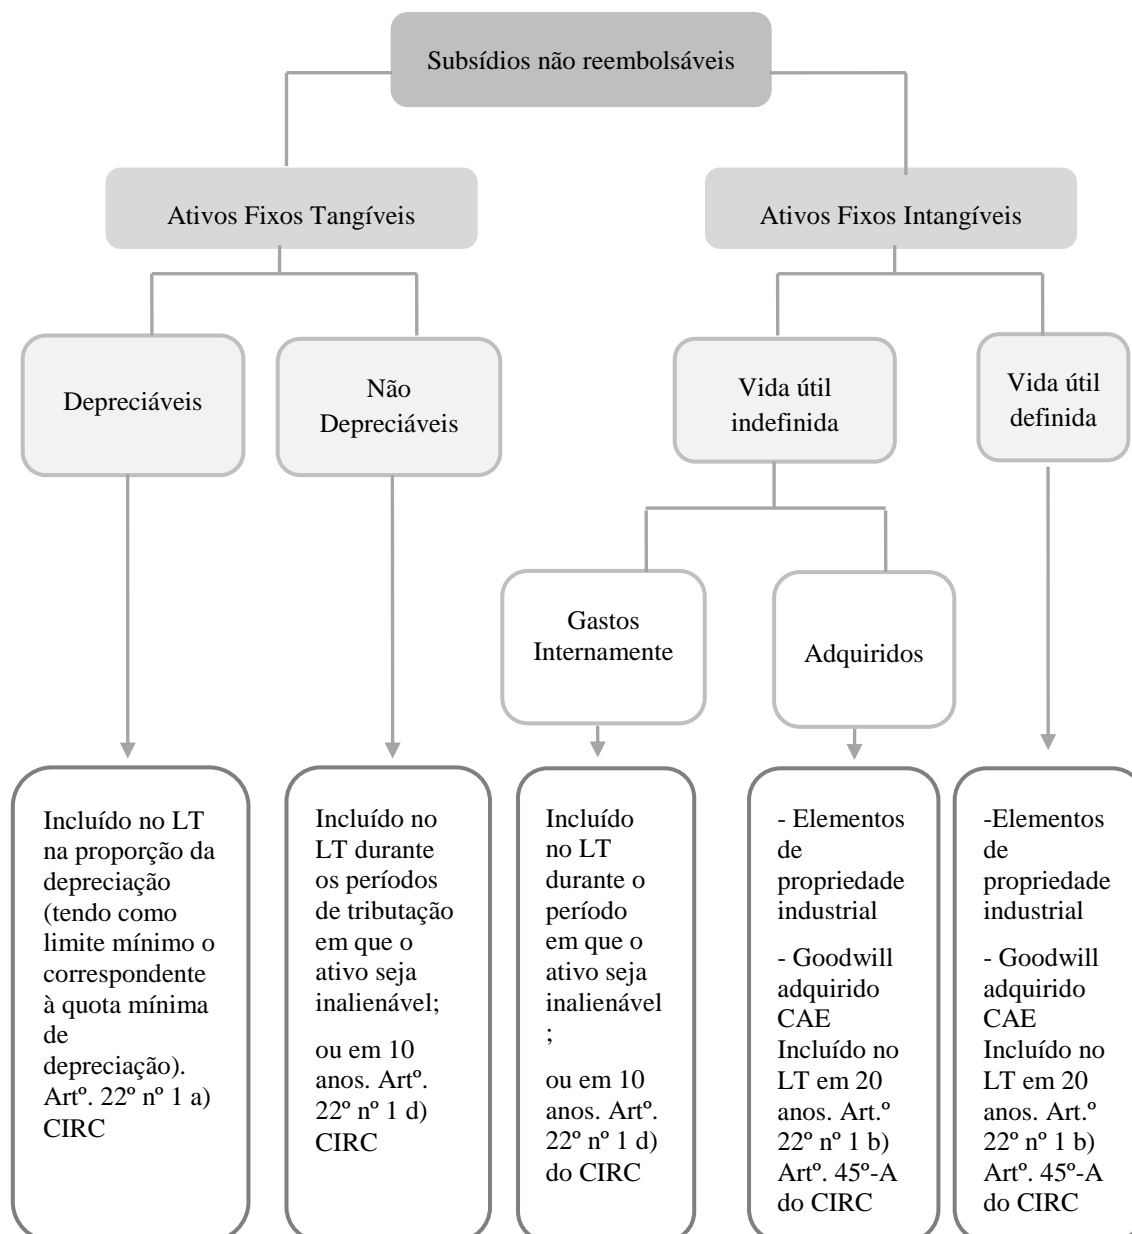 Subsídios não reembolsáveis
Ativos Fixos Tangíveis
Ativos Fixos Intangíveis
Depreciáveis
Não
Depreciáveis
Vida útil
indefinida
Vida útil
definida
Gastos
Internamente
Adquiridos
Incluído no LT
na proporção da
depreciação
(tendo como
limite mínimo o
correspondente
à quota mínima
de
depreciação).
Artº. 22º nº 1 a)
CIRC
Incluído no
LT durante
os períodos
de tributação
em que o
ativo seja
inalienável;
ou em 10
anos. Artº.
22º nº 1 d)
CIRC
Incluído
no LT
durante o
período
em que o
ativo seja
inalienável
;
ou em 10
anos. Artº.
22º nº 1 d)
do CIRC
- Elementos
de
propriedade
industrial
- Goodwill
adquirido
CAE
Incluído no
LT em 20
anos. Art.º
22º nº 1 b)
Artº. 45º-A
do CIRC
-Elementos
de
propriedade
industrial
- Goodwill
adquirido
CAE
Incluído no
LT em 20
anos. Art.º
22º nº 1 b)
Artº. 45º-A
do CIRC